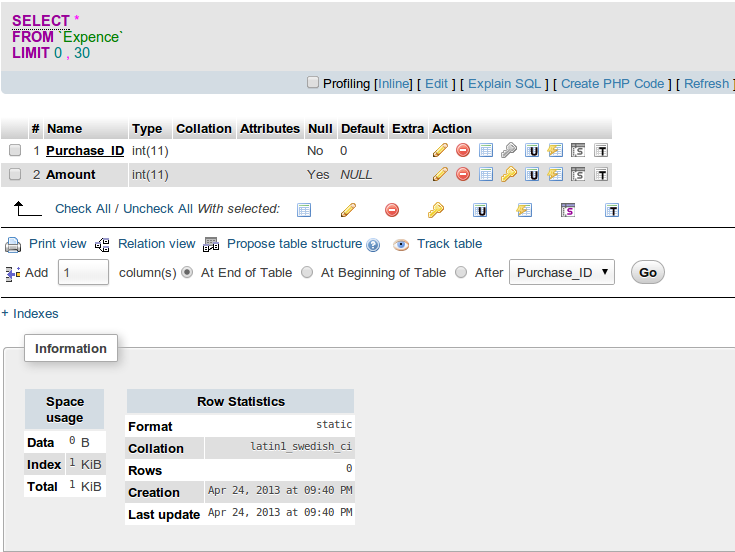 SELECT *
FROM `Expence`
LIMIT 0 , 30
Profiling [Inline] [ Edit ] [ Explain SQL ] [ Create PHP Code ] [ Refresh ]
# Name Type Collation Attributes Null Default Extra Action
1 Purchase_ID int(11) No 0 U S T
2 Amount int(11) Yes NULL U S T
Check All / Uncheck All With selected: U S T
Print view Relation view Propose table structure ? Track table
Add 1 column(s) At End of Table At Beginning of Table After Purchase_ID Go
+ Indexes
Information
Space usage
Data 0 B
Index 1 KiB
Total 1 KiB
Row Statistics
Format static
Collation latin1_swedish_ci
Rows 0
Creation Apr 24, 2013 at 09:40 PM
Last update Apr 24, 2013 at 09:40 PM